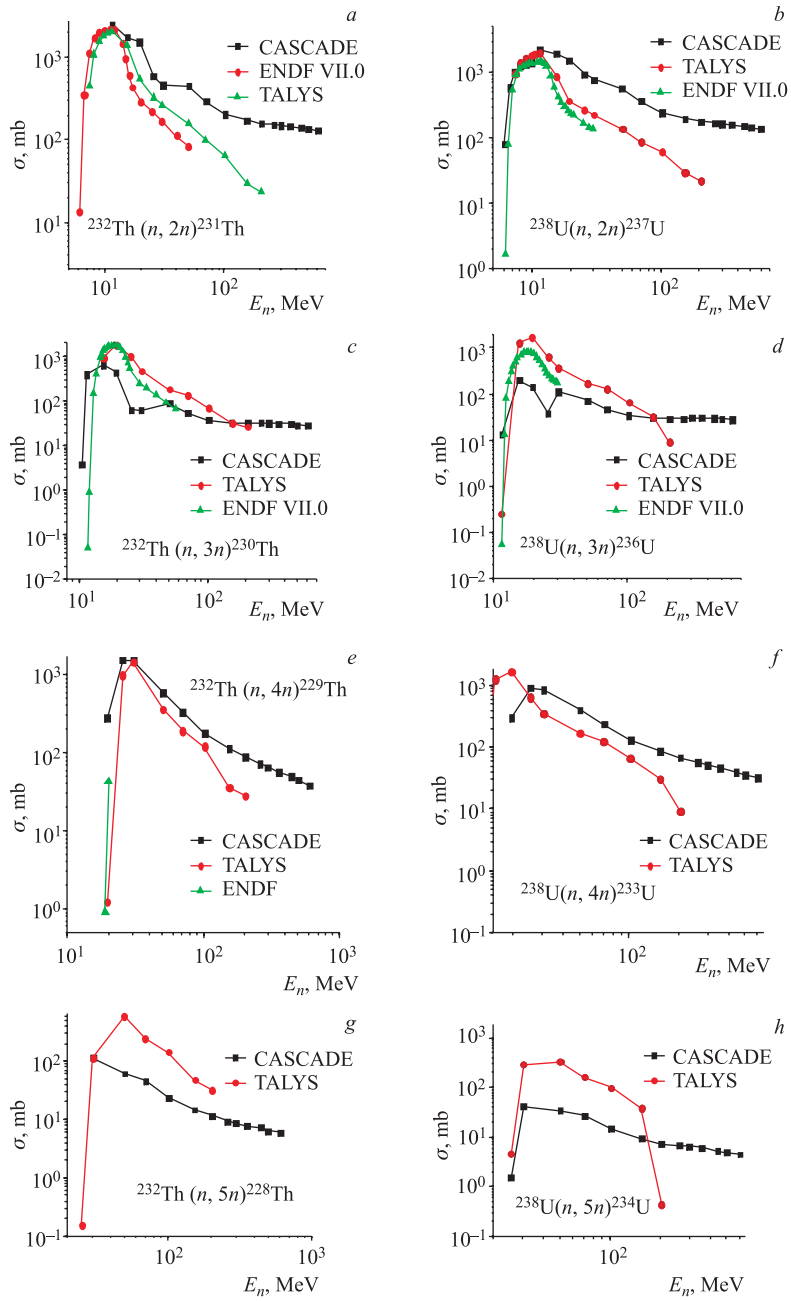 a
10³
10²
10¹
σ, mb
CASCADE
ENDF VII.0
TALYS
²³²Th (n, 2n)²³¹Th
10¹
10²
Eₙ, MeV
b
10⁴
10³
10²
10¹
10⁰
σ, mb
CASCADE
TALYS
ENDF VII.0
²³⁸U(n, 2n)²³⁷U
10¹
10²
Eₙ, MeV
c
10³
10²
10¹
10⁰
10⁻¹
10⁻²
σ, mb
CASCADE
TALYS
ENDF VII.0
²³²Th (n, 3n)²³⁰Th
10¹
10²
Eₙ, MeV
d
10³
10²
10¹
10⁰
10⁻¹
10⁻²
σ, mb
CASCADE
TALYS
ENDF VII.0
²³⁸U(n, 3n)²³⁶U
10¹
10²
Eₙ, MeV
e
10³
10²
10¹
10⁰
σ, mb
²³²Th (n, 4n)²²⁹Th
CASCADE
TALYS
ENDF
10¹
10²
10³
Eₙ, MeV
f
10³
10²
10¹
10⁰
10⁻¹
σ, mb
CASCADE
TALYS
²³⁸U(n, 4n)²³³U
10²
Eₙ, MeV
g
10²
10¹
10⁰
10⁻¹
σ, mb
CASCADE
TALYS
²³²Th (n, 5n)²²⁸Th
10²
10³
Eₙ, MeV
h
10³
10²
10¹
10⁰
10⁻¹
σ, mb
CASCADE
TALYS
²³⁸U(n, 5n)²³⁴U
10²
Eₙ, MeV